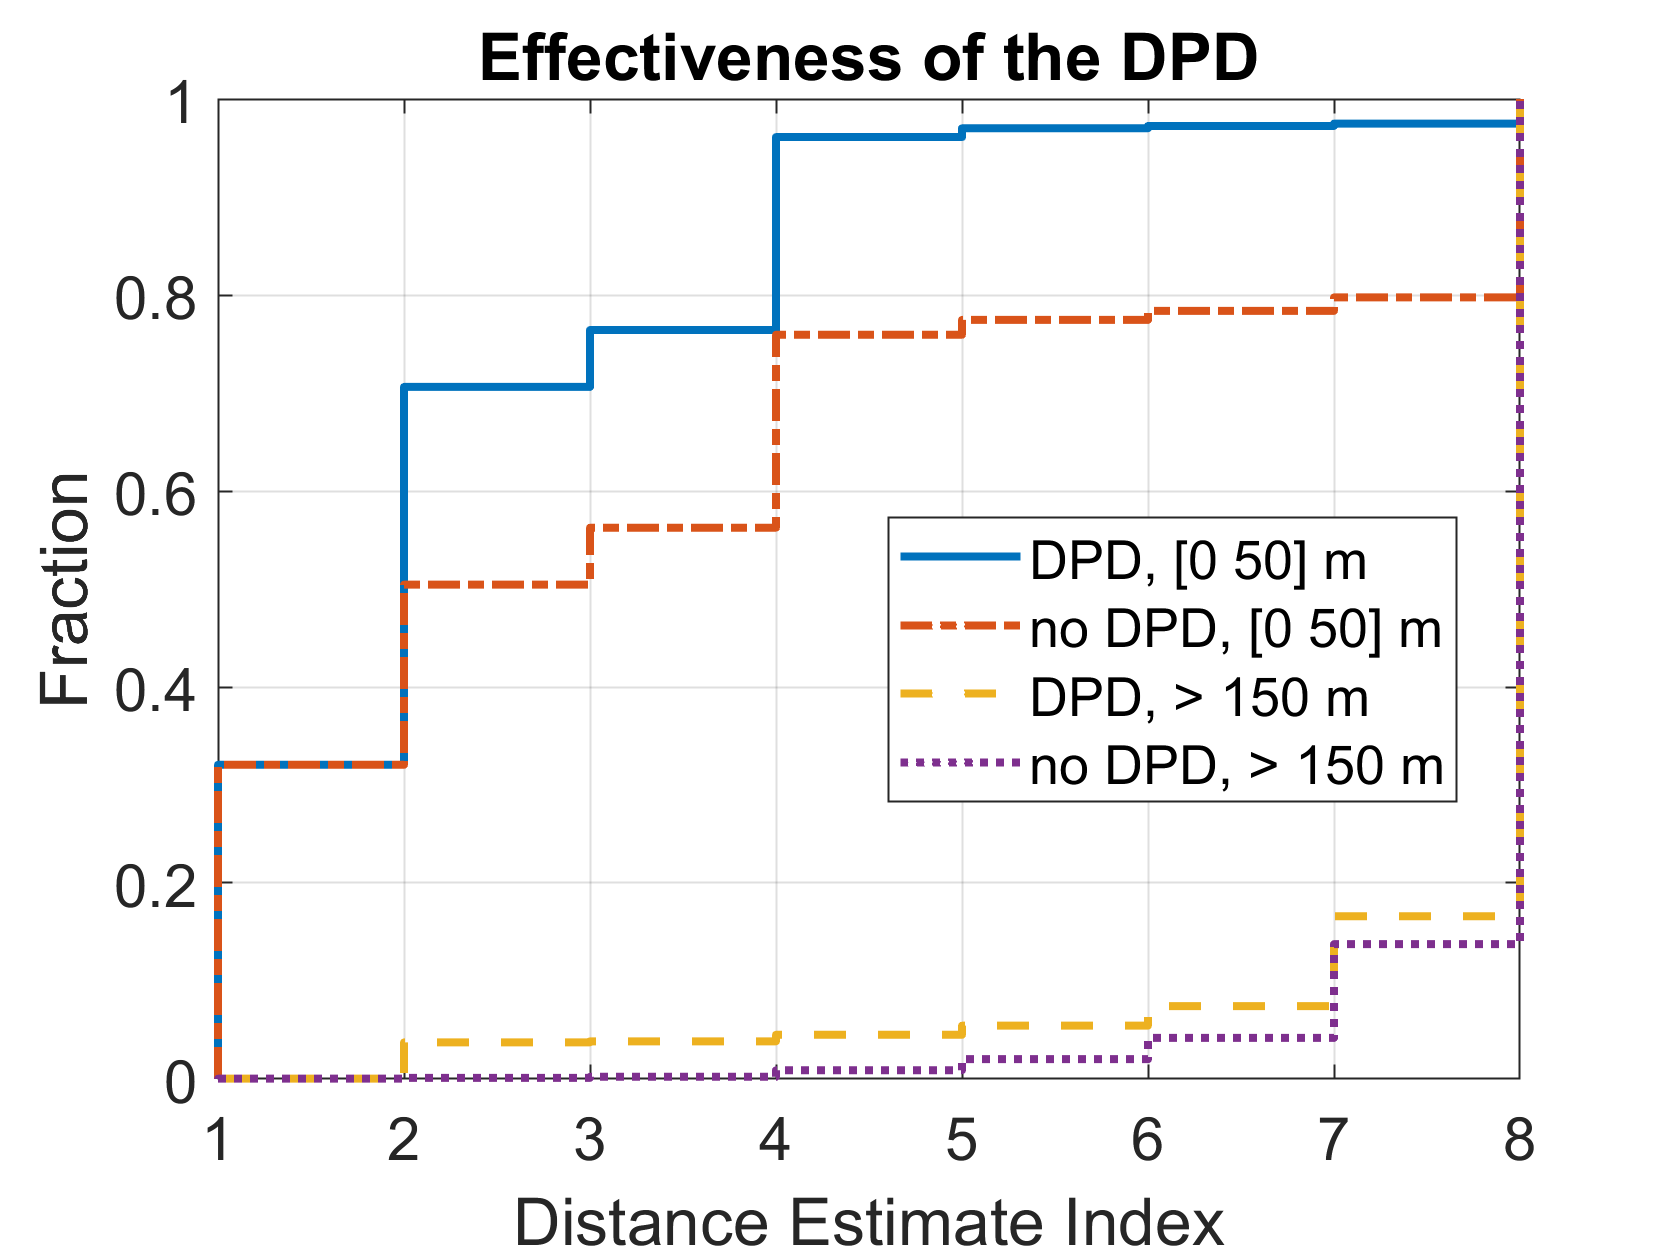 Effectiveness of the DPD
1
0.8
0.6
0.4
0.2
0
Fraction
DPD, [0 50] m
no DPD, [0 50] m
DPD, > 150 m
no DPD, > 150 m
1 2 3 4 5 6 7 8
Distance Estimate Index